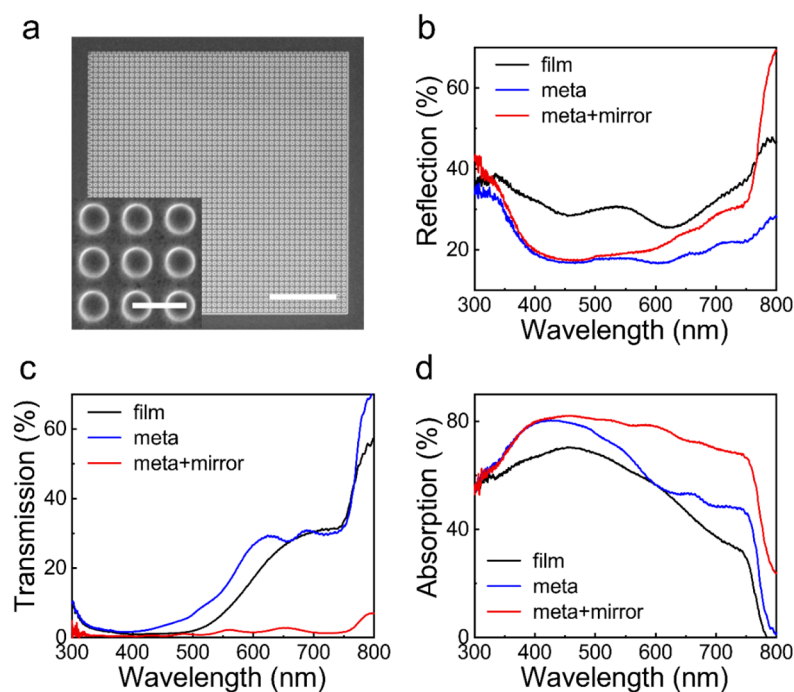 a
b
film
meta
meta+mirror
60
40
20
300 400 500 600 700 800
Reflection (%)
Wavelength (nm)
c
film
meta
meta+mirror
60
40
20
0
300 400 500 600 700 800
Transmission (%)
Wavelength (nm)
d
80
40
0
film
meta
meta+mirror
300 400 500 600 700 800
Absorption (%)
Wavelength (nm)